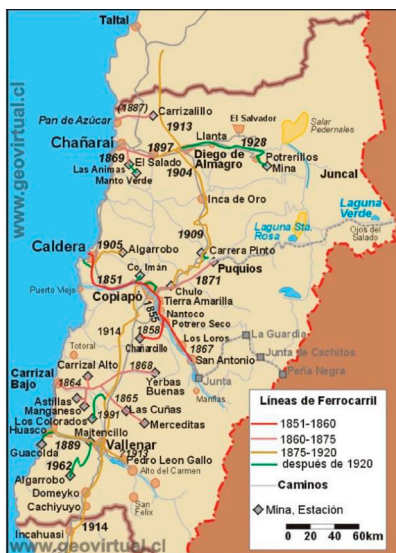 www.geovirtual.cl
Taltal
(1887)
Pan de Azúcar
Carrizalillo
1913
Chañaral
1897
Llanta
El Salvador
Salar
Pedernales
1928
1869
El Salado
Las Animas
Manto Verde
1904
Diego de
Almagro
Potrerillos
Mina
Juncal
Inca de Oro
Laguna
Verde
1909
Laguna Sta.
Rosa
Ojos del
Salado
Caldera
1905
Algarrobo
Carrera Pinto
Puquios
1851
Co. Imán
1871
Puerto Viejo
Copiapó
Chulo
Tierra Amarilla
1855
Nantoco
Potrero Seco
1914
1858
Chañarcillo
Los Loros
1867
San Antonio
La Guardia
Junta de Cachitos
Peña Negra
Junta
Manflas
Totoral
Carrizal Alto
Carrizal
Bajo
1864
1868
Yerbas
Buenas
Astillas
Manganeso
Los Colorados
1991
1865
Las Cuñas
Merceditas
Huasco
Majtencillo
1889
Vallenar
Guacolda
1962
1913
Pedro Leon Gallo
Alto del Carmen
Algarrobo
Domeyko
Cachiyuyo
San
Felix
1914
Incahuasi
www.geovirtual.cl
Líneas de Ferrocarril
1851-1860
1860-1875
1875-1920
después de 1920
Caminos
Mina, Estación
0 20 40 60km